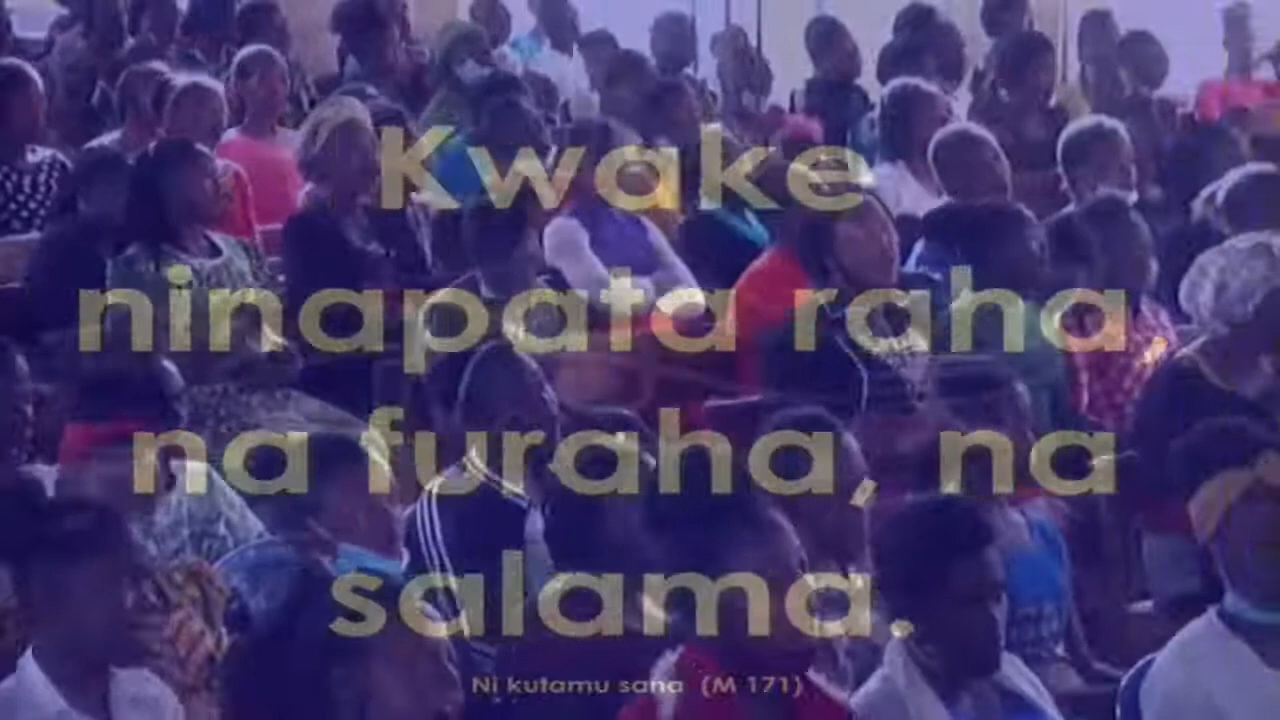 Kwake
ninapata raha
na furaha, na
salama.
Ni kutamu sana (M 171)